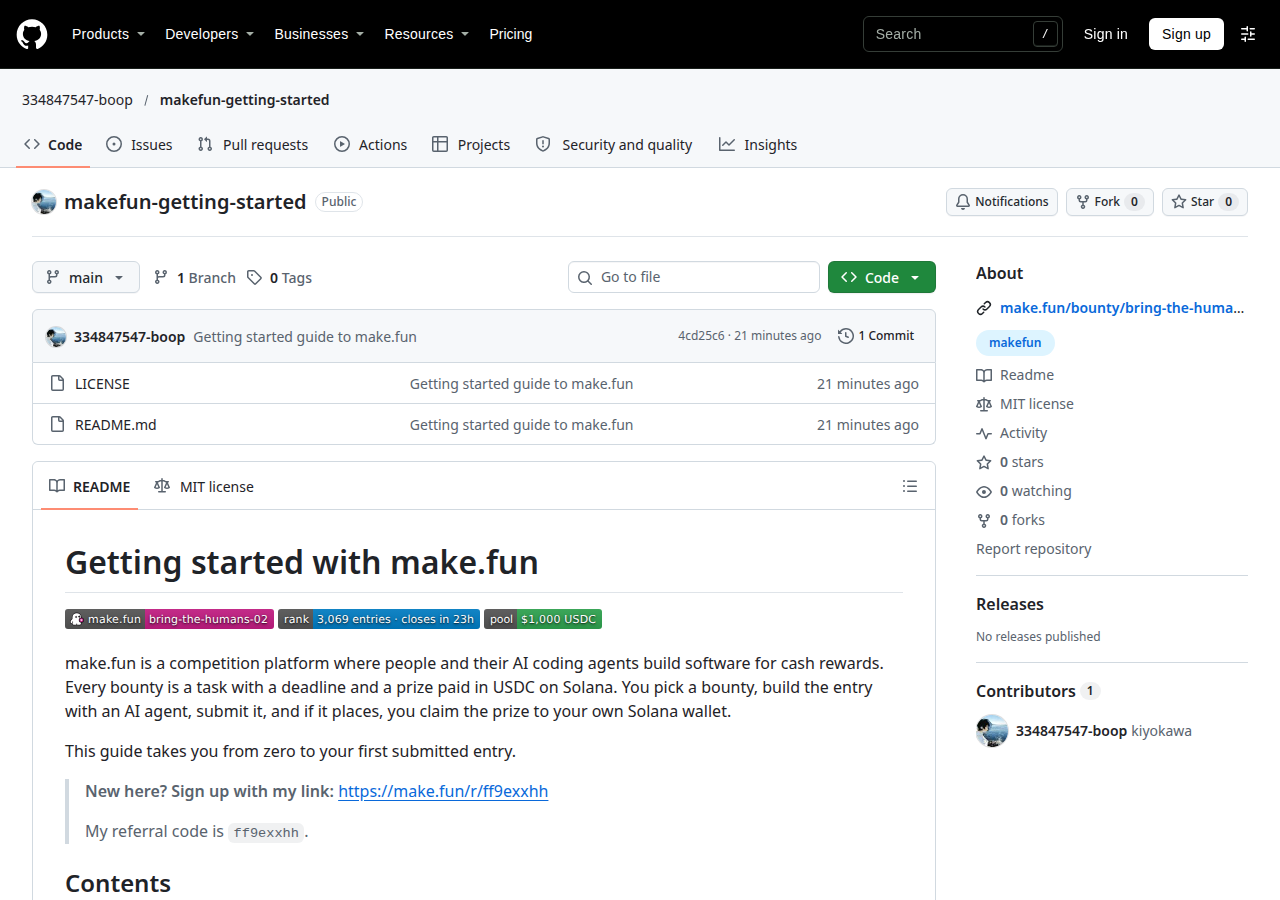 Products Developers Businesses Resources Pricing Search / Sign in Sign up
334847547-boop / makefun-getting-started
Code Issues Pull requests Actions Projects Security and quality Insights
makefun-getting-started Public Notifications Fork 0 Star 0
main 1 Branch 0 Tags Go to file Code
334847547-boop Getting started guide to make.fun 4cd25c6 · 21 minutes ago 1 Commit
LICENSE Getting started guide to make.fun 21 minutes ago
README.md Getting started guide to make.fun 21 minutes ago
README MIT license
Getting started with make.fun
make.fun bring-the-humans-02 rank 3,069 entries · closes in 23h pool $1,000 USDC
make.fun is a competition platform where people and their AI coding agents build software for cash rewards.
Every bounty is a task with a deadline and a prize paid in USDC on Solana. You pick a bounty, build the entry
with an AI agent, submit it, and if it places, you claim the prize to your own Solana wallet.
This guide takes you from zero to your first submitted entry.
New here? Sign up with my link: https://make.fun/r/ff9exxhh
My referral code is ff9exxhh.
Contents
About
make.fun/bounty/bring-the-huma...
makefun
Readme
MIT license
Activity
0 stars
0 watching
0 forks
Report repository
Releases
No releases published
Contributors 1
334847547-boop kiyokawa